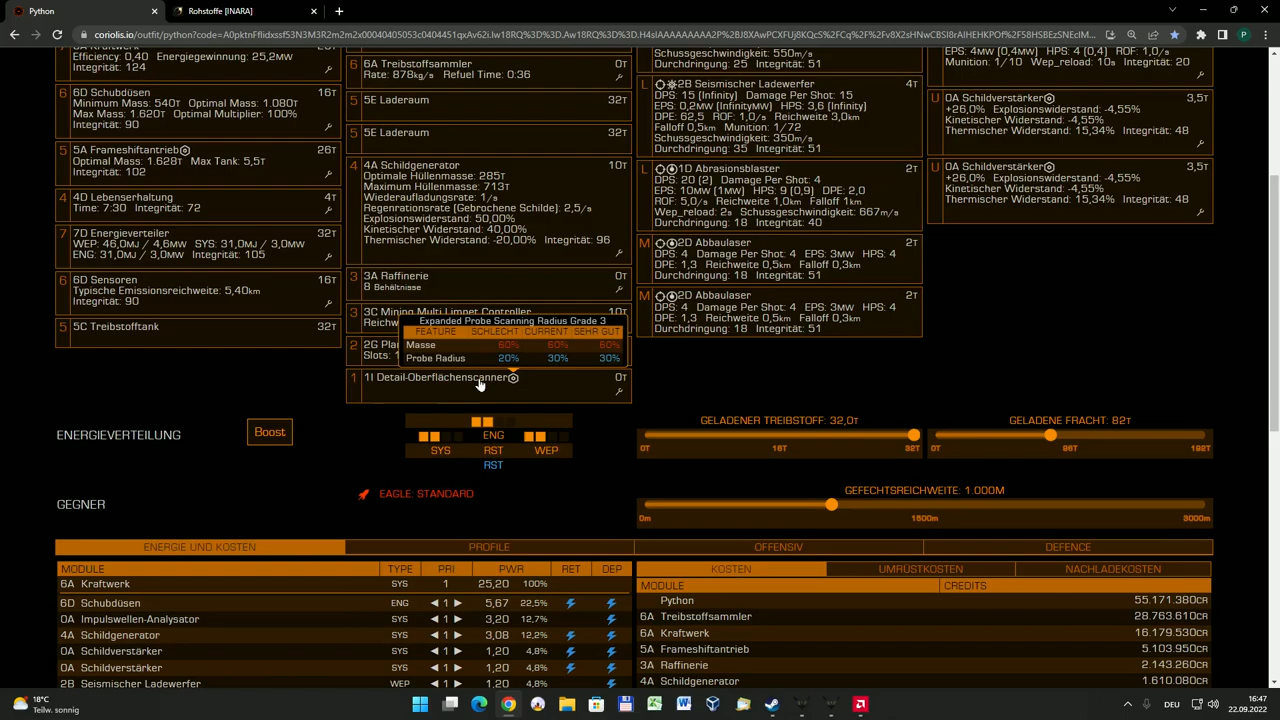 Python
Rohstoffe [INARA]
coriolis.io/outfit/python?code=A0pktnFflidxssf53N3M3R2m2m2x00040405053c0404451qxAv62i.Iw18RQ%3D%3D.Aw18RQ%3D%3D.H4sIAAAAAAAA
Efficiency: 0,40 Energiegewinnung: 25,2MW
Integrität: 124
6 6D Schubdüsen 16T
Minimum Mass: 540T Optimal Mass: 1.080T
Max Mass: 1.620T Optimal Multiplier: 100%
Integrität: 90
5 5A Frameshiftantrieb 26T
Optimal Mass: 1.628T Max Tank: 5,5T
Integrität: 102
4 4D Lebenserhaltung 4T
Time: 7:30 Integrität: 72
7 7D Energieverteiler 32T
WEP: 46,0MJ / 4,6MW SYS: 31,0MJ / 3,0MW
ENG: 31,0MJ / 3,0MW Integrität: 105
6 6D Sensoren 16T
Typische Emissionsreichweite: 5,40km
Integrität: 90
5 5C Treibstofftank 32T
6 6A Treibstoffsammler 0T
Rate: 878kg/s Refuel Time: 0:36
5 5E Laderaum 32T
5 5E Laderaum 32T
4 4A Schildgenerator 10T
Optimale Hüllenmasse: 285T
Maximum Hüllenmasse: 713T
Wiederaufladungsrate: 1/s
Regenrationsrate (Gebrochene Schilde): 2,5/s
Explosionswiderstand: 50,00%
Kinetischer Widerstand: 40,00%
Thermischer Widerstand: -20,00% Integrität: 96
3 3A Raffinerie 0T
8 Behältnisse
3 3C Mining Multi Limpet Controller 10T
Reichw
Expanded Probe Scanning Radius Grade 3
FEATURE SCHLECHT CURRENT SEHR GUT
Masse 60% 60% 60%
Probe Radius 20% 30% 30%
2 2G Pla
Slots: 1
1 1I Detail-Oberflächenscanner 0T
Schussgeschwindigkeit: 550m/s
Durchdringung: 25 Integrität: 51
L 2B Seismischer Ladewerfer 4T
DPS: 15 [Infinity] Damage Per Shot: 15
EPS: 0,2MW [InfinityMW] HPS: 3,6 [Infinity]
DPE: 62,5 ROF: 1,0/s Reichweite 3,0km
Falloff 0,5km Munition: 1/72
Schussgeschwindigkeit: 350m/s
Durchdringung: 35 Integrität: 51
L 1D Abrasionsblaster 2T
DPS: 20 [2] Damage Per Shot: 4
EPS: 10MW [1MW] HPS: 9 [0,9] DPE: 2,0
ROF: 5,0/s Reichweite 1,0km Falloff 1km
Wep_reload: 2s Schussgeschwindigkeit: 667m/s
Durchdringung: 18 Integrität: 40
M 2D Abbaulaser 2T
DPS: 4 Damage Per Shot: 4 EPS: 3MW HPS: 4
DPE: 1,3 Reichweite 0,5km Falloff 0,3km
Durchdringung: 18 Integrität: 51
M 2D Abbaulaser 2T
DPS: 4 Damage Per Shot: 4 EPS: 3MW HPS: 4
DPE: 1,3 Reichweite 0,5km Falloff 0,3km
Durchdringung: 18 Integrität: 51
EPS: 4MW [0,4MW] HPS: 4 [0,4] ROF: 1,0/s
Munition: 1/10 Wep_reload: 10s Integrität: 20
U 0A Schildverstärker 3,5T
+26,0% Explosionswiderstand: -4,55%
Kinetischer Widerstand: -4,55%
Thermischer Widerstand: 15,34% Integrität: 48
U 0A Schildverstärker 3,5T
+26,0% Explosionswiderstand: -4,55%
Kinetischer Widerstand: -4,55%
Thermischer Widerstand: 15,34% Integrität: 48
ENERGIEVERTEILUNG
Boost
ENG
SYS RST WEP
RST
GELADENER TREIBSTOFF: 32,0T
0T 16T 32T
GELADENE FRACHT: 82T
0T 96T 192T
GEGNER
EAGLE: STANDARD
GEFECHTSREICHWEITE: 1.000M
0m 1500m 3000m
ENERGIE UND KOSTEN PROFILE OFFENSIV DEFENCE
MODULE TYPE PRI PWR RET DEP
6A Kraftwerk SYS 1 25,20 100%
6D Schubdüsen ENG 1 5,67 22,5%
0A Impulswellen-Analysator SYS 1 3,20 12,7%
4A Schildgenerator SYS 1 3,08 12,2%
0A Schildverstärker SYS 1 1,20 4,8%
0A Schildverstärker SYS 1 1,20 4,8%
2B Seismischer Ladewerfer WEP 1 1,20 4,8%
KOSTEN UMRÜSTKOSTEN NACHLADEKOSTEN
MODULE CREDITS
Python 55.171.380CR
6A Treibstoffsammler 28.763.610CR
6A Kraftwerk 16.179.530CR
5A Frameshiftantrieb 5.103.950CR
3A Raffinerie 2.143.260CR
4A Schildgenerator 1.610.080CR
18°C
Teilw. sonnig
DEU
16:47
22.09.2022